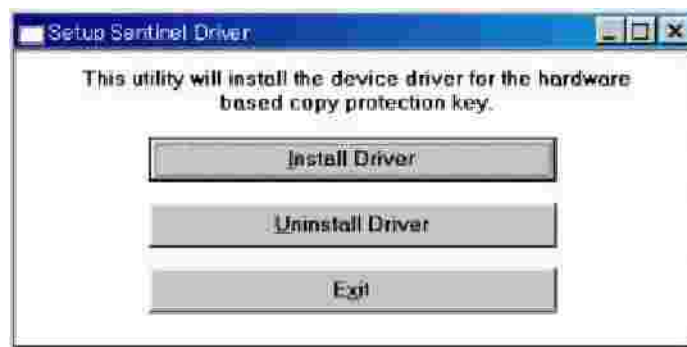 Setup Sentinel Driver
This utility will install the device driver for the hardware
based copy protection key.
Install Driver
Uninstall Driver
Exit